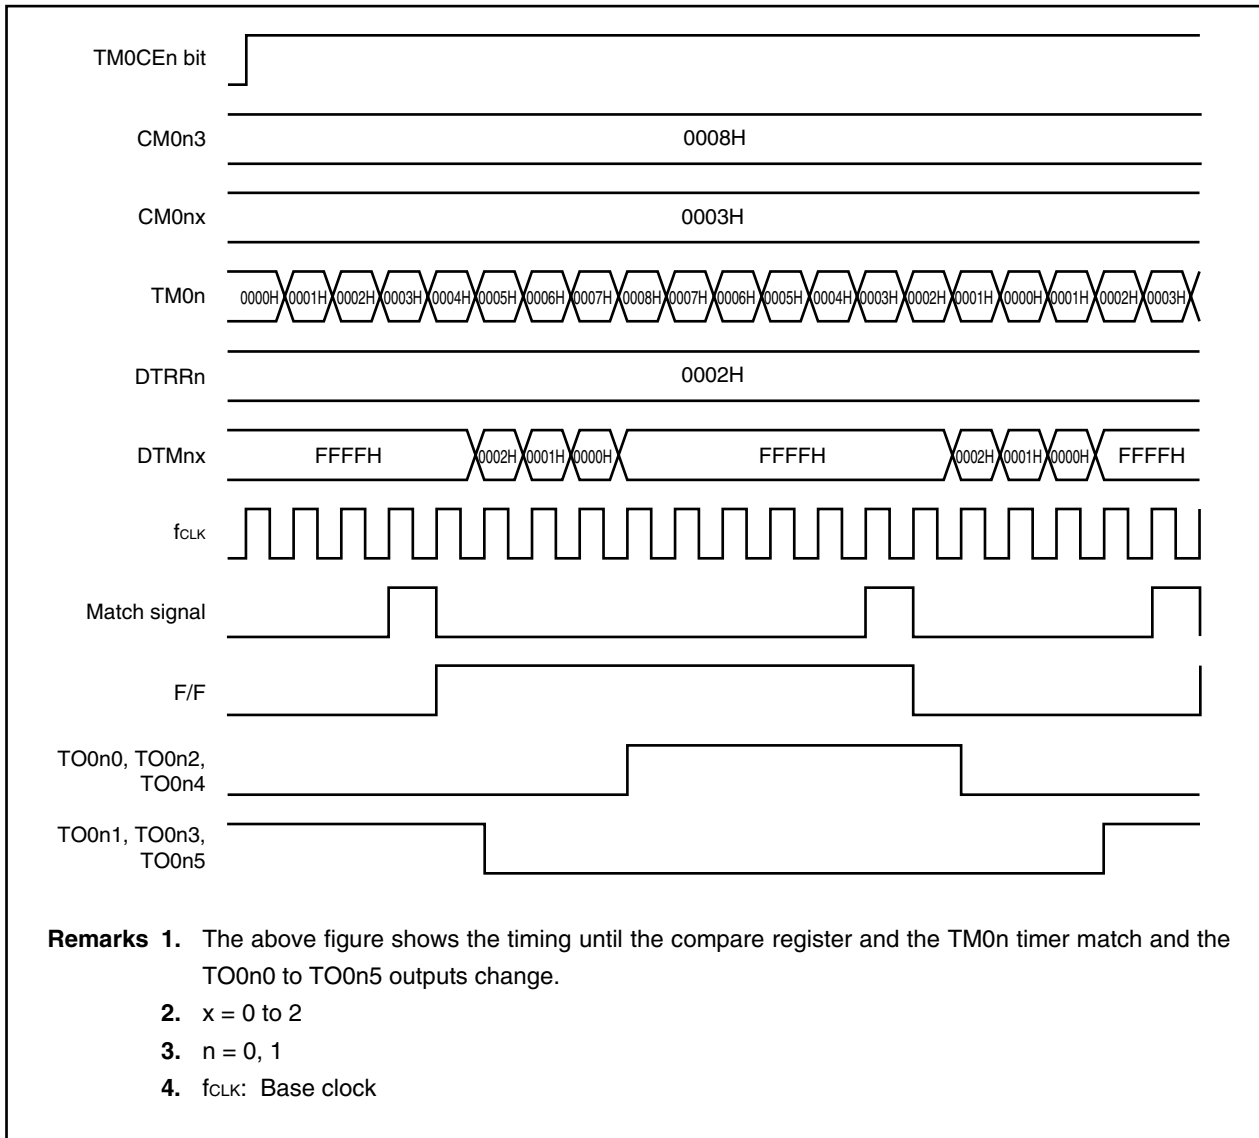 TM0CEn bit
CM0n3
0008H
CM0nx
0003H
TM0n
0000H 0001H 0002H 0003H 0004H 0005H 0006H 0007H 0008H 0007H 0006H 0005H 0004H 0003H 0002H 0001H 0000H 0001H 0002H 0003H
DTRRn
0002H
DTMnx
FFFFH 0002H 0001H 0000H FFFFH 0002H 0001H 0000H FFFFH
fCLK
Match signal
F/F
TO0n0, TO0n2,
TO0n4
TO0n1, TO0n3,
TO0n5
Remarks 1. The above figure shows the timing until the compare register and the TM0n timer match and the
TO0n0 to TO0n5 outputs change.
2. x = 0 to 2
3. n = 0, 1
4. fCLK: Base clock